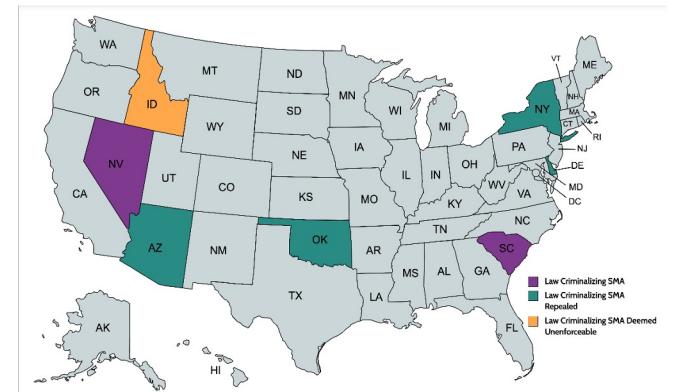 WA
MT
ND
MN
VT
ME
OR
ID
WY
SD
WI
MI
NY
NH
MA
CT
RI
NV
UT
CO
NE
IA
IL
IN
OH
PA
NJ
DE
MD
DC
CA
KS
MO
KY
WV
VA
AZ
NM
OK
AR
TN
NC
SC
TX
LA
MS
AL
GA
FL
AK
HI
Law Criminalizing SMA
Law Criminalizing SMA
Repealed
Law Criminalizing SMA Deemed
Unenforceable